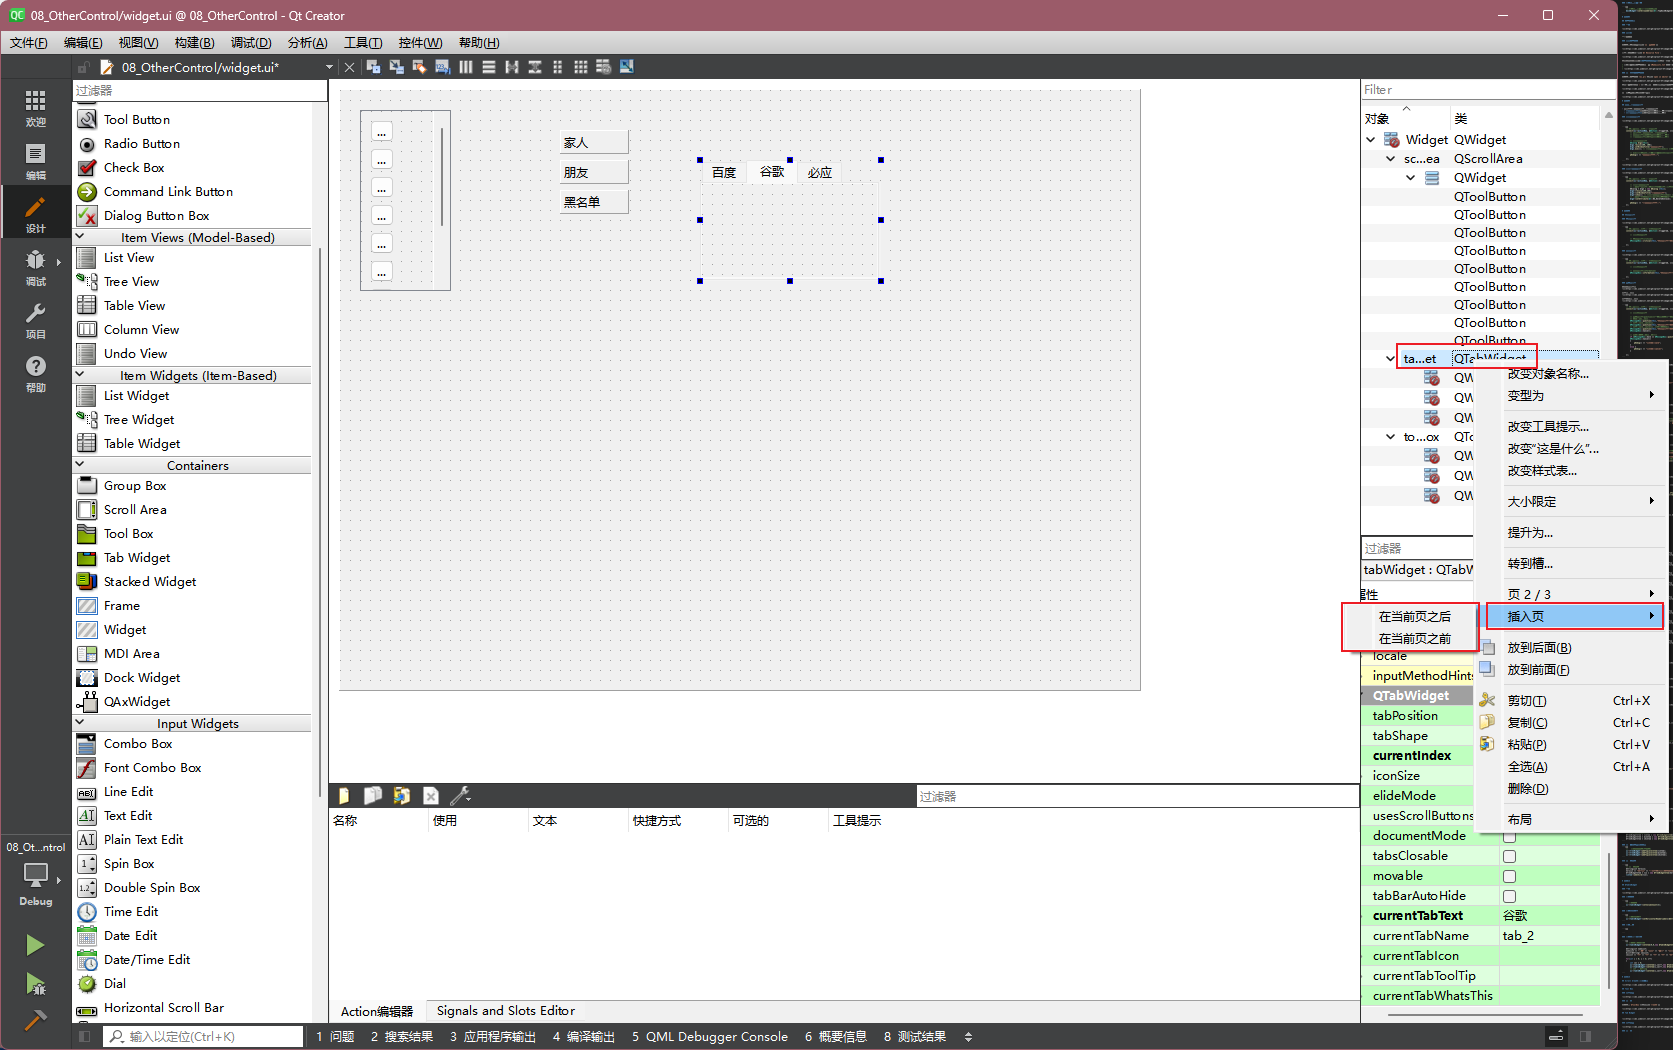 08_OtherControl/widget.ui @ 08_OtherControl - Qt Creator
文件(F) 编辑(E) 视图(V) 构建(B) 调试(D) 分析(A) 工具(T) 控件(W) 帮助(H)
08_OtherControl/widget.ui*
欢迎
编辑
设计
调试
项目
帮助
08_Ot...ntrol
Debug
过滤器
Tool Button
Radio Button
Check Box
Command Link Button
Dialog Button Box
Item Views (Model-Based)
List View
Tree View
Table View
Column View
Undo View
Item Widgets (Item-Based)
List Widget
Tree Widget
Table Widget
Containers
Group Box
Scroll Area
Tool Box
Tab Widget
Stacked Widget
Frame
Widget
MDI Area
Dock Widget
QAxWidget
Input Widgets
Combo Box
Font Combo Box
Line Edit
Text Edit
Plain Text Edit
Spin Box
Double Spin Box
Time Edit
Date Edit
Date/Time Edit
Dial
Horizontal Scroll Bar
...
...
...
...
...
...
家人
朋友
黑名单
百度 谷歌 必应
过滤器
名称 使用 文本 快捷方式 可选的 工具提示
Action编辑器 Signals and Slots Editor
Filter
对象 类
Widget QWidget
sc...ea QScrollArea
QWidget
QToolButton
QToolButton
QToolButton
QToolButton
QToolButton
QToolButton
QToolButton
QToolButton
QToolButton
ta...et QTabWidget
QW
QW
QW
to...ox QTo
QW
QW
QW
过滤器
tabWidget : QTabW
属性
改变对象名称...
变型为
改变工具提示...
改变“这是什么”...
改变样式表...
大小限定
提升为...
转到槽...
页 2 / 3
插入页
在当前页之后
在当前页之前
放到后面(B)
放到前面(F)
剪切(T) Ctrl+X
复制(C) Ctrl+C
粘贴(P) Ctrl+V
全选(A) Ctrl+A
删除(D)
布局
locale
inputMethodHints
QTabWidget
tabPosition
tabShape
currentIndex
iconSize
elideMode
usesScrollButtons
documentMode
tabsClosable
movable
tabBarAutoHide
currentTabText 谷歌
currentTabName tab_2
currentTabIcon
currentTabToolTip
currentTabWhatsThis
输入以定位(Ctrl+K) 1 问题 2 搜索结果 3 应用程序输出 4 编译输出 5 QML Debugger Console 6 概要信息 8 测试结果